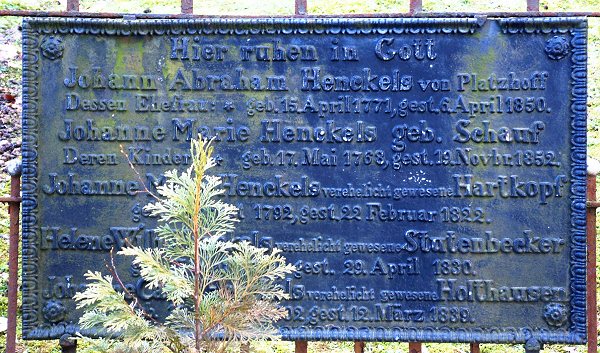 Hier ruhen in Gott
Johann Abraham Henckels von Platzhoff
Dessen Ehefrau: * geb. 15. April 1771, gest. 6. April 1850.
Johanne Marie Henckels geb. Schauf
Deren Kinder: * geb. 17. Mai 1768, gest. 19. Novbr. 1852.
Johanne Henckels verehelicht gewesene Hartkopf
1792, gest. 22. Februar 1822.
Helene verehelicht gewesene Stutenbecker
gest. 29. April 1830.
verehelicht gewesene Holthausen
gest. 12. März 1839.